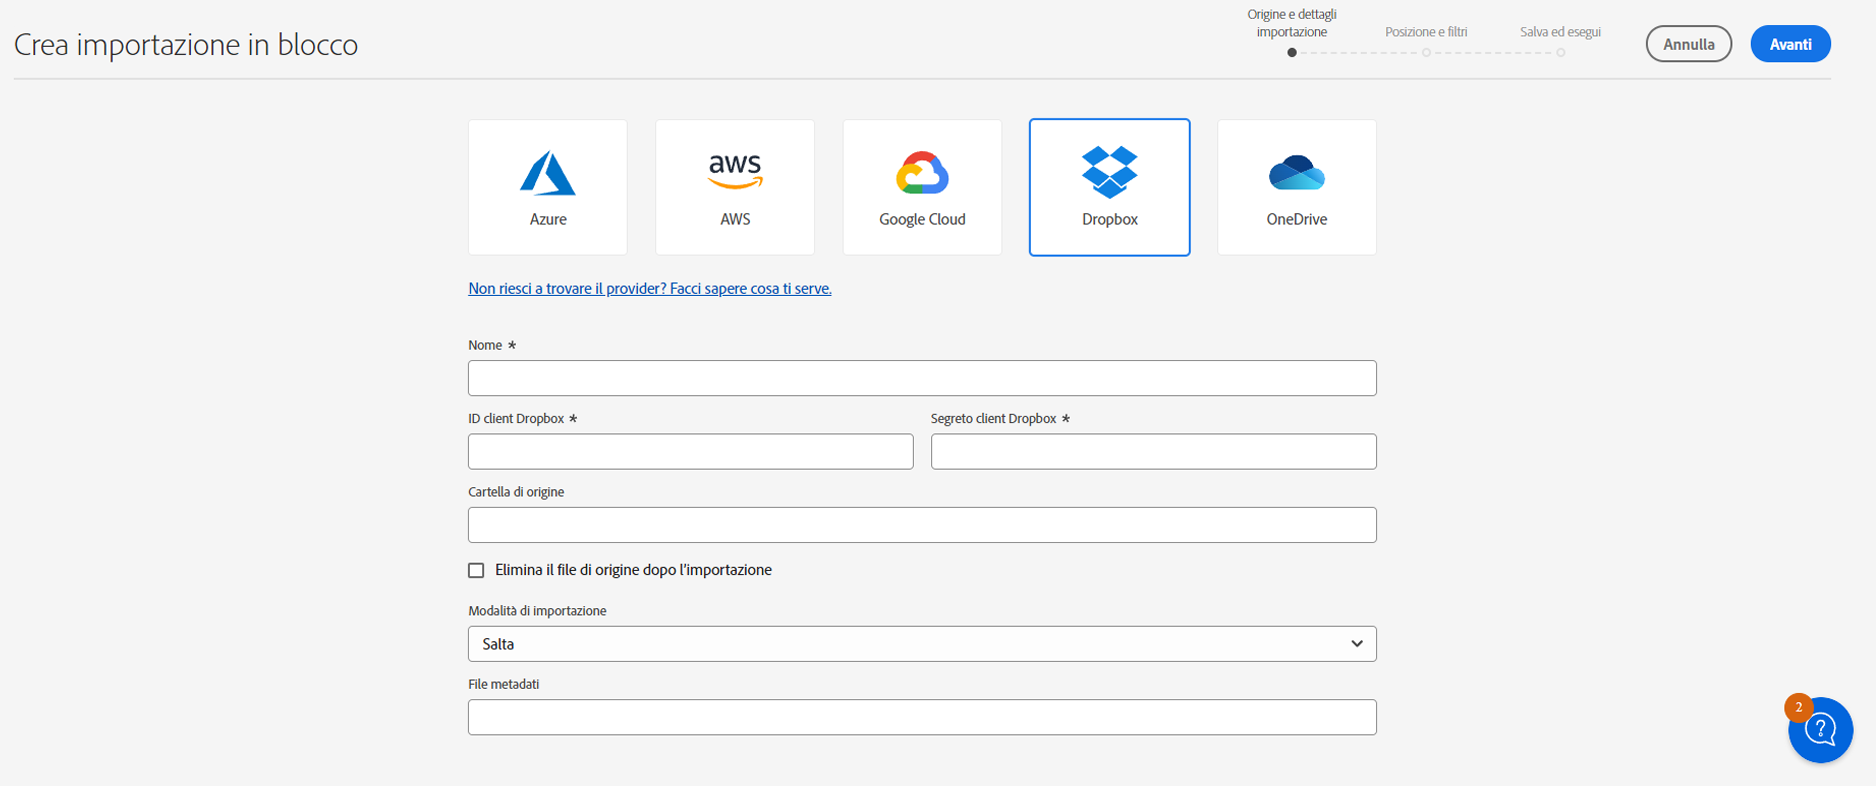 Crea importazione in blocco
Origine e dettagli
importazione
Posizione e filtri
Salva ed esegui
Annulla
Avanti
aws
Azure
AWS
Google Cloud
Dropbox
OneDrive
Non riesci a trovare il provider? Facci sapere cosa ti serve.
Nome *
ID client Dropbox *
Segreto client Dropbox *
Cartella di origine
Elimina il file di origine dopo l'importazione
Modalità di importazione
Salta
File metadati
2
?